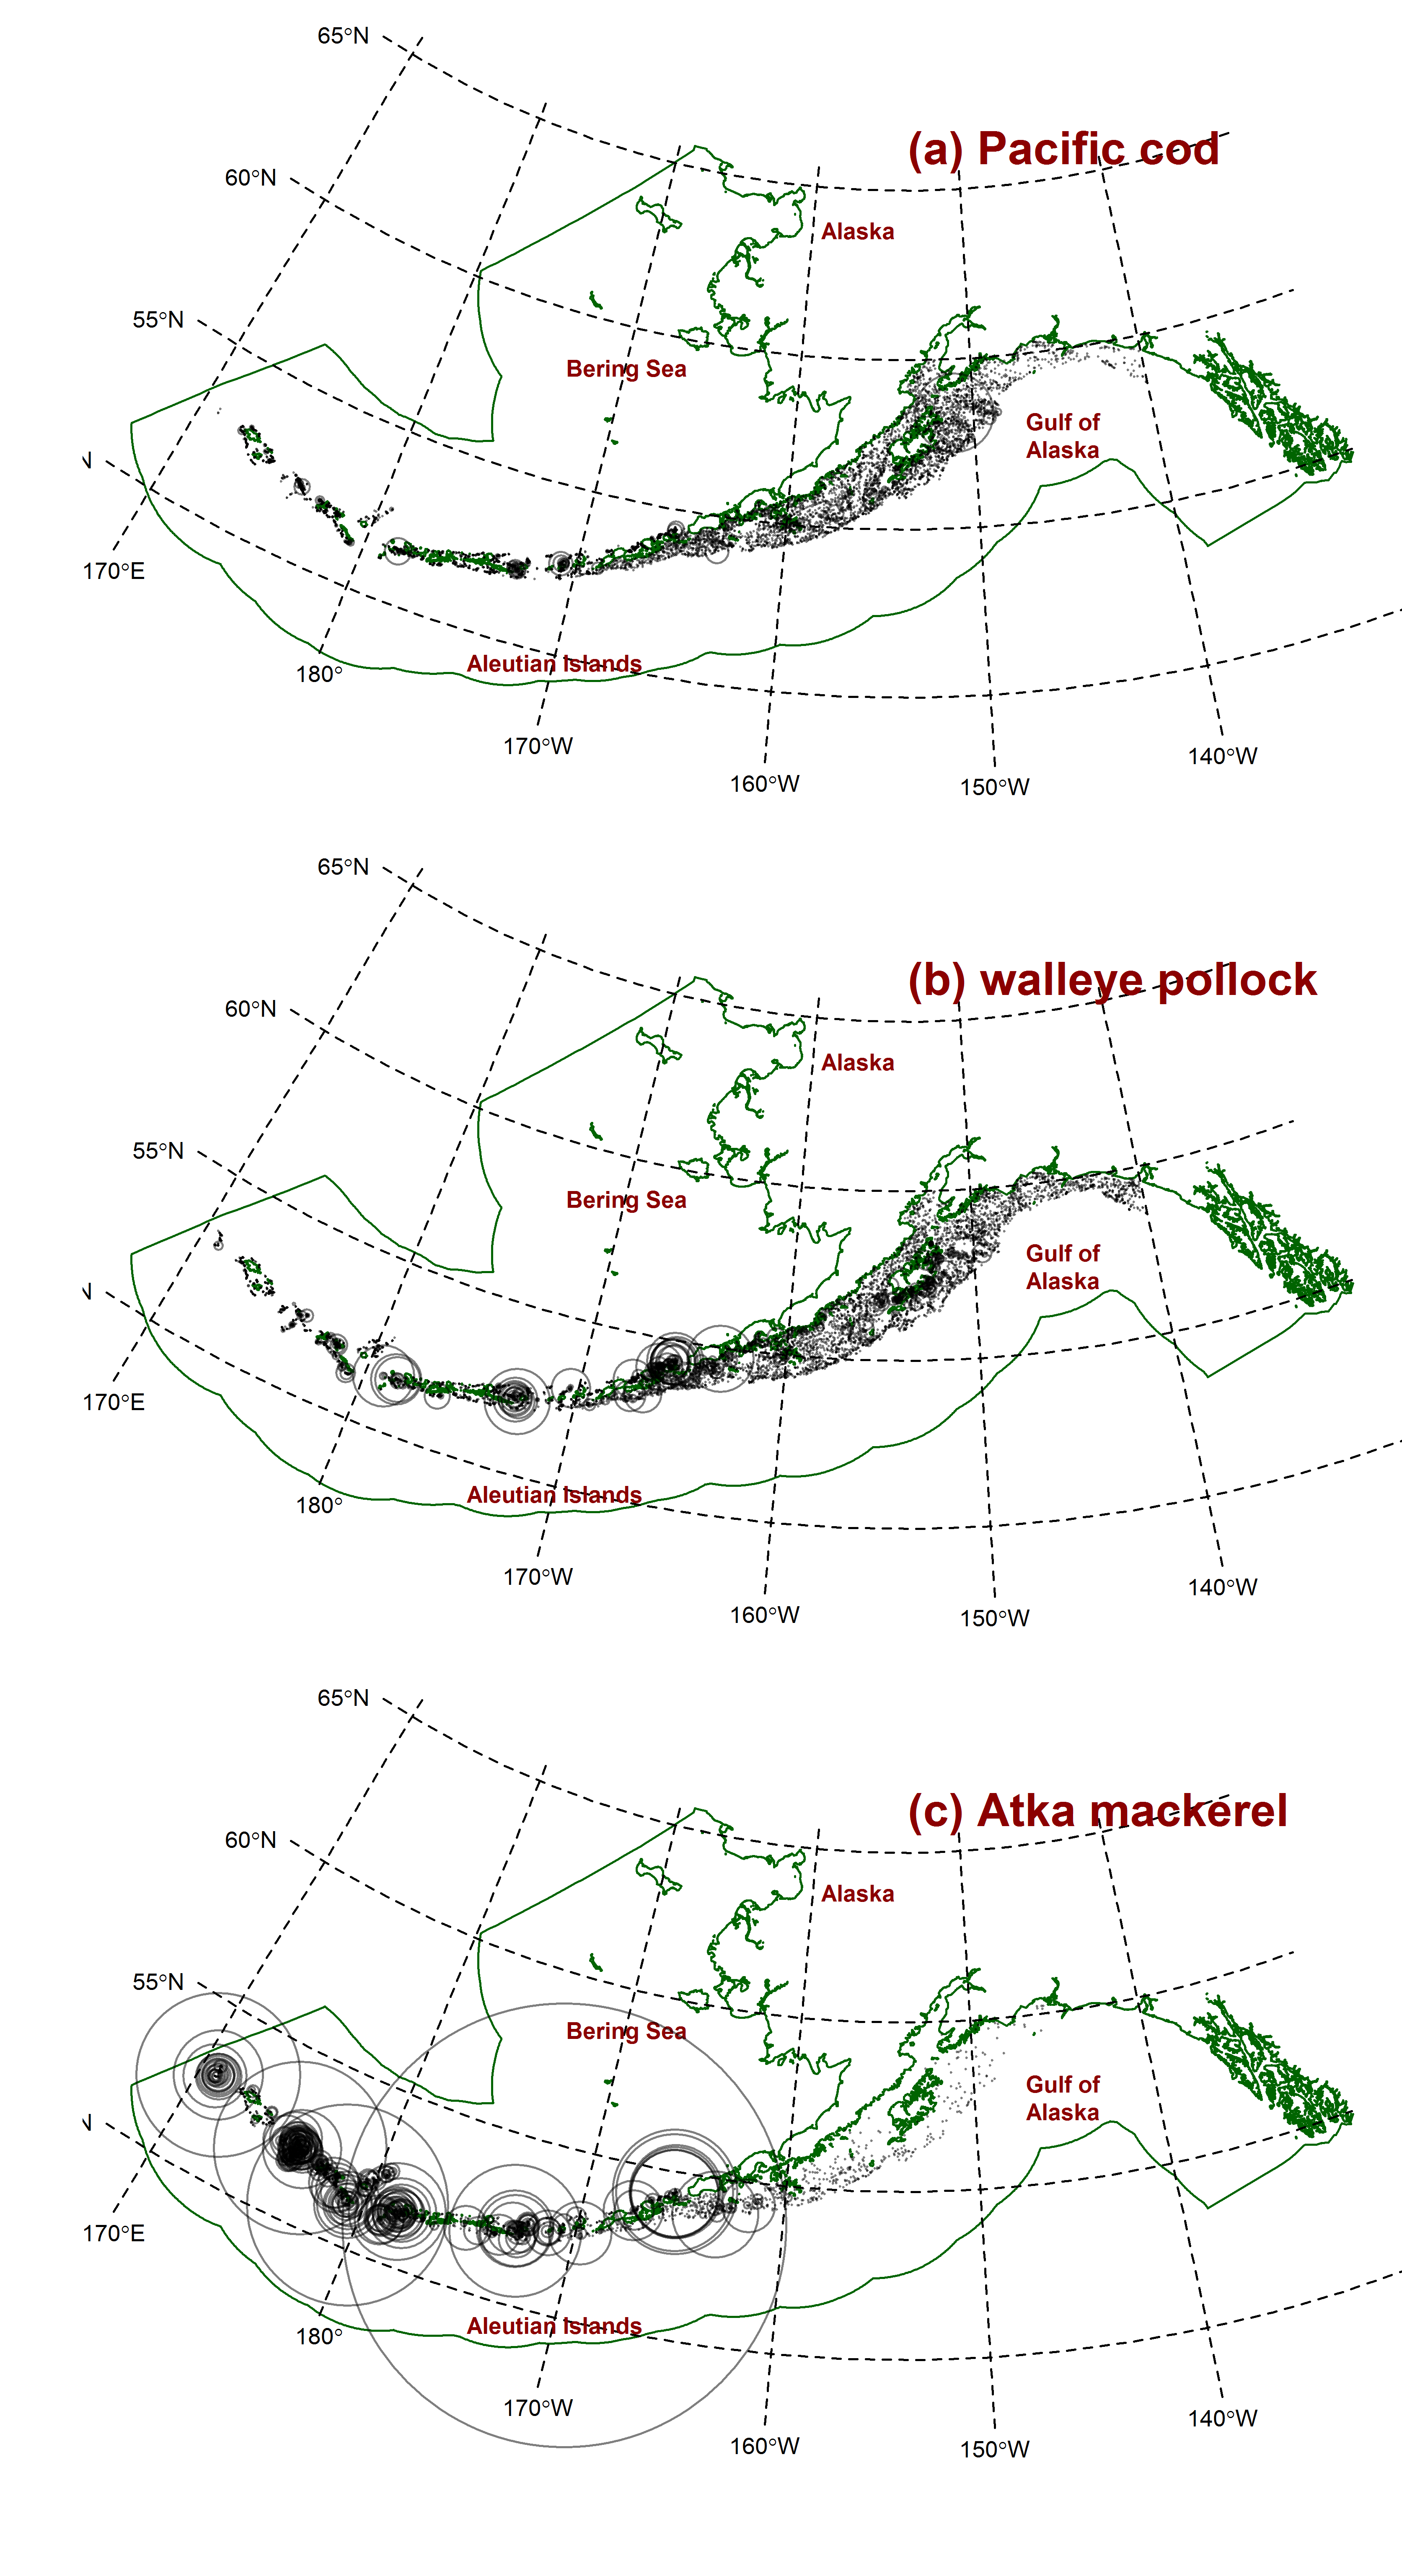 65°N
(a) Pacific cod
60°N
Alaska
55°N
Bering Sea
Gulf of
Alaska
N
170°E
Aleutian Islands
180°
170°W
140°W
160°W
150°W
65°N
(b) walleye pollock
60°N
Alaska
55°N
Bering Sea
Gulf of
Alaska
N
170°E
Aleutian Islands
180°
170°W
140°W
160°W
150°W
65°N
(c) Atka mackerel
60°N
Alaska
55°N
Bering Sea
Gulf of
Alaska
N
170°E
Aleutian Islands
180°
170°W
140°W
160°W
150°W